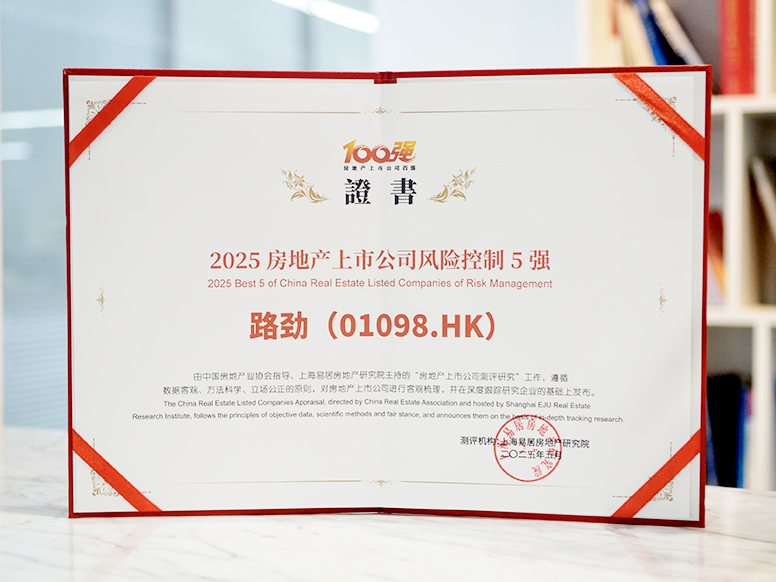 100强
房地产上市公司百强
證書
2025 房地产上市公司风险控制 5 强
2025 Best 5 of China Real Estate Listed Companies of Risk Management
路劲（01098.HK）
由中国房地产业协会指导、上海易居房地产研究院主持的“房地产上市公司测评研究”工作，遵循
数据客观、方法科学、立场公正的原则，对房地产上市公司进行客观梳理，并在深度跟踪研究企业的基础上发布。
The China Real Estate Listed Companies Appraisal, directed by China Real Estate Association and hosted by Shanghai EJU Real Estate
Research Institute, follows the principles of objective data, scientific methods and fair stance, and announces them on the basis of in-depth tracking research.
测评机构：上海易居房地产研究院
二〇二五年五月
上海易居房地产研究院